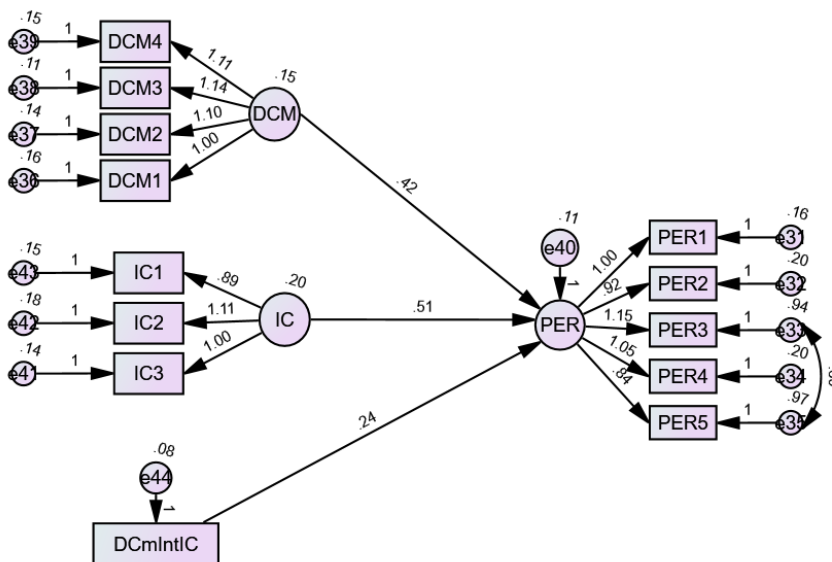 .15
e39
1
DCM4
1.11
.11
e38
1
DCM3
1.14
.15
DCM
.14
e37
1
DCM2
1.10
.16
e36
1
DCM1
1.00
.42
.15
e43
1
IC1
.89
.20
IC
.18
e42
1
IC2
1.11
.14
e41
1
IC3
1.00
.51
.11
e40
1
PER
1.00
PER1
1
.16
e31
.92
PER2
1
.20
e32
1.15
PER3
1
.94
e33
1.05
PER4
1
.20
e34
.84
PER5
1
.97
e35
.24
.08
e44
1
DCmIntIC